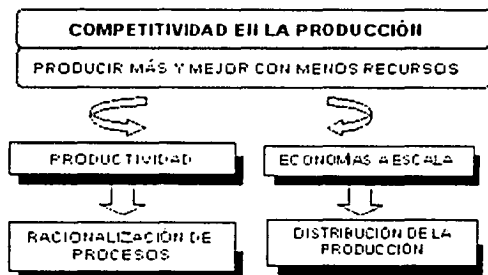 COMPETITIVIDAD EN LA PRODUCCIÓN
PRODUCIR MÁS Y MEJOR CON MENOS RECURSOS
PRODUCTIVIDAD
ECONOMÍAS A ESCALA
RACIONALIZACIÓN DE
PROCESOS
DISTRIBUCIÓN DE LA
PRODUCCIÓN